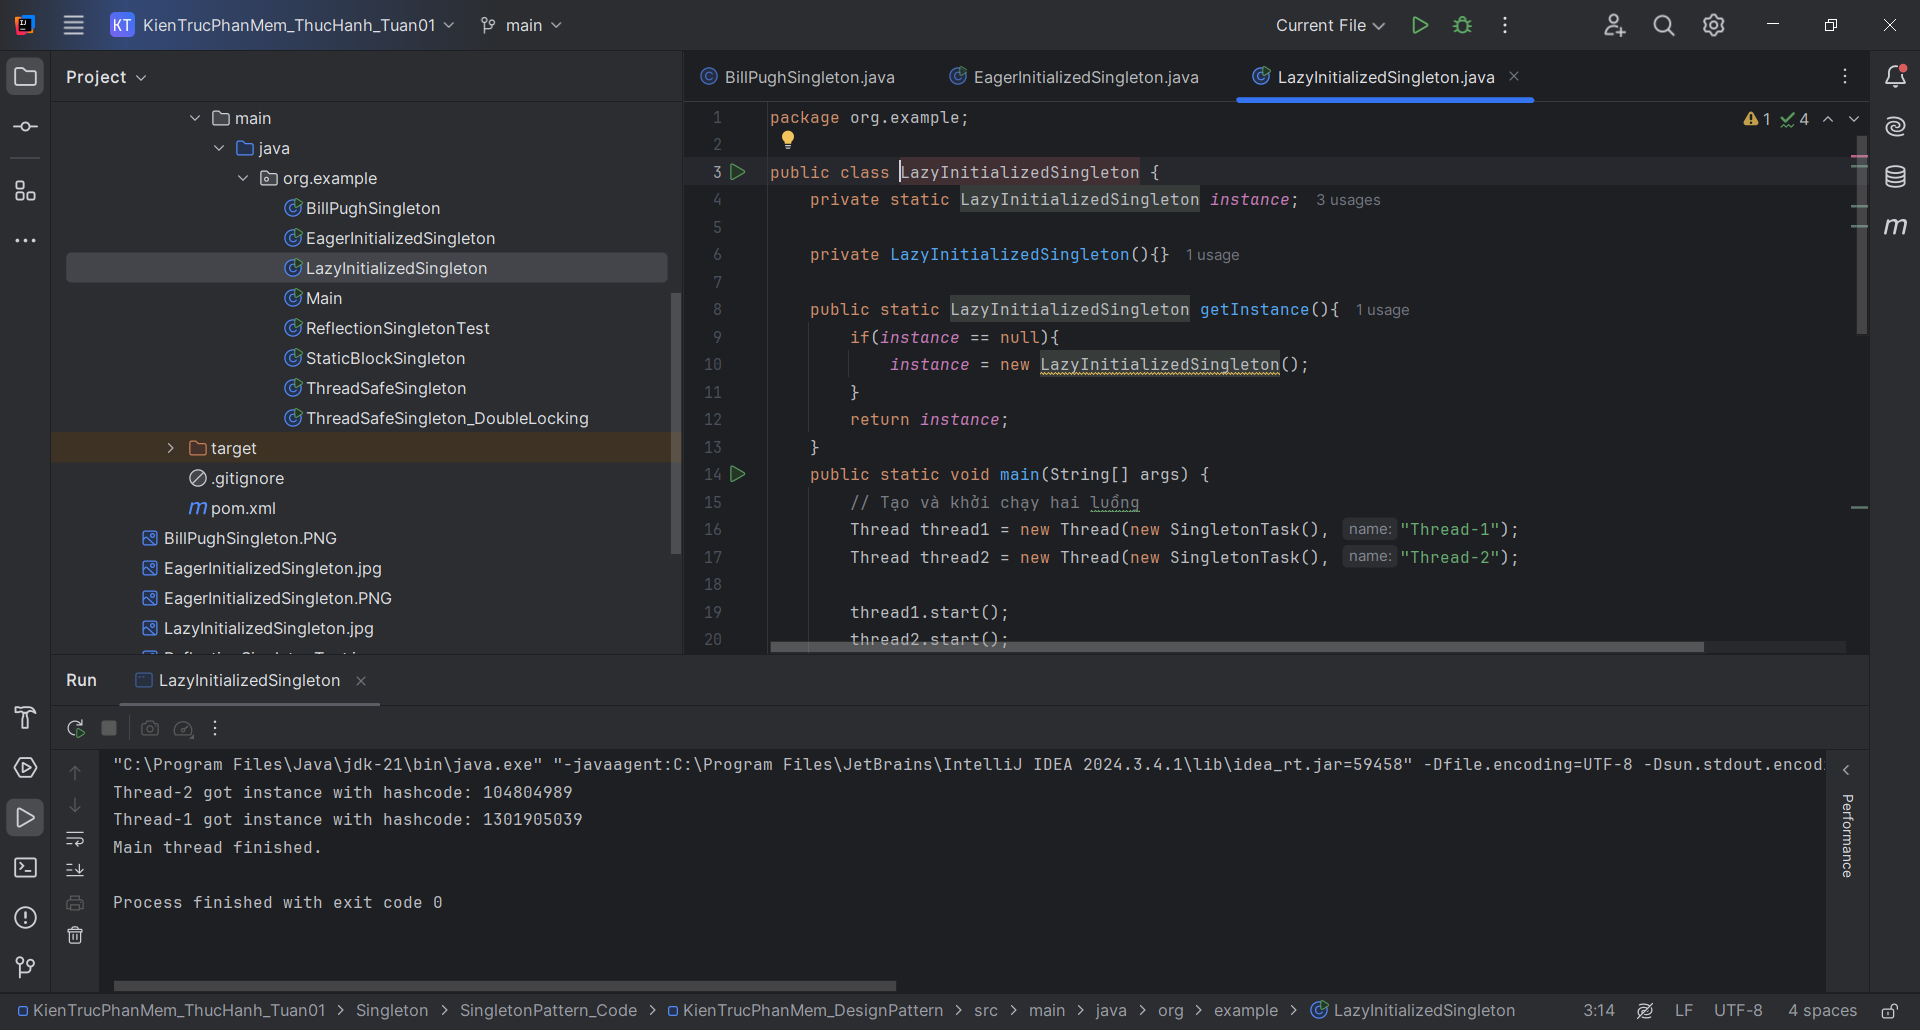 KT KienTrucPhanMem_ThucHanh_Tuan01 main Current File
Project
main
java
org.example
BillPughSingleton
EagerInitializedSingleton
LazyInitializedSingleton
Main
ReflectionSingletonTest
StaticBlockSingleton
ThreadSafeSingleton
ThreadSafeSingleton_DoubleLocking
target
.gitignore
pom.xml
BillPughSingleton.PNG
EagerInitializedSingleton.jpg
EagerInitializedSingleton.PNG
LazyInitializedSingleton.jpg
BillPughSingleton.java EagerInitializedSingleton.java LazyInitializedSingleton.java
1 package org.example;
1 4
2
3 public class LazyInitializedSingleton {
4 private static LazyInitializedSingleton instance; 3 usages
5
6 private LazyInitializedSingleton(){} 1 usage
7
8 public static LazyInitializedSingleton getInstance(){ 1 usage
9 if(instance == null){
10 instance = new LazyInitializedSingleton();
11 }
12 return instance;
13 }
14 public static void main(String[] args) {
15 // Tạo và khởi chạy hai luồng
16 Thread thread1 = new Thread(new SingletonTask(), name: "Thread-1");
17 Thread thread2 = new Thread(new SingletonTask(), name: "Thread-2");
18
19 thread1.start();
20 thread2.start();
Run LazyInitializedSingleton
"C:\Program Files\Java\jdk-21\bin\java.exe" "-javaagent:C:\Program Files\JetBrains\IntelliJ IDEA 2024.3.4.1\lib\idea_rt.jar=59458" -Dfile.encoding=UTF-8 -Dsun.stdout.encodi
Thread-2 got instance with hashcode: 104804989
Thread-1 got instance with hashcode: 1301905039
Main thread finished.
Process finished with exit code 0
Performance
KienTrucPhanMem_ThucHanh_Tuan01 > Singleton > SingletonPattern_Code > KienTrucPhanMem_DesignPattern > src > main > java > org > example > LazyInitializedSingleton 3:14 LF UTF-8 4 spaces